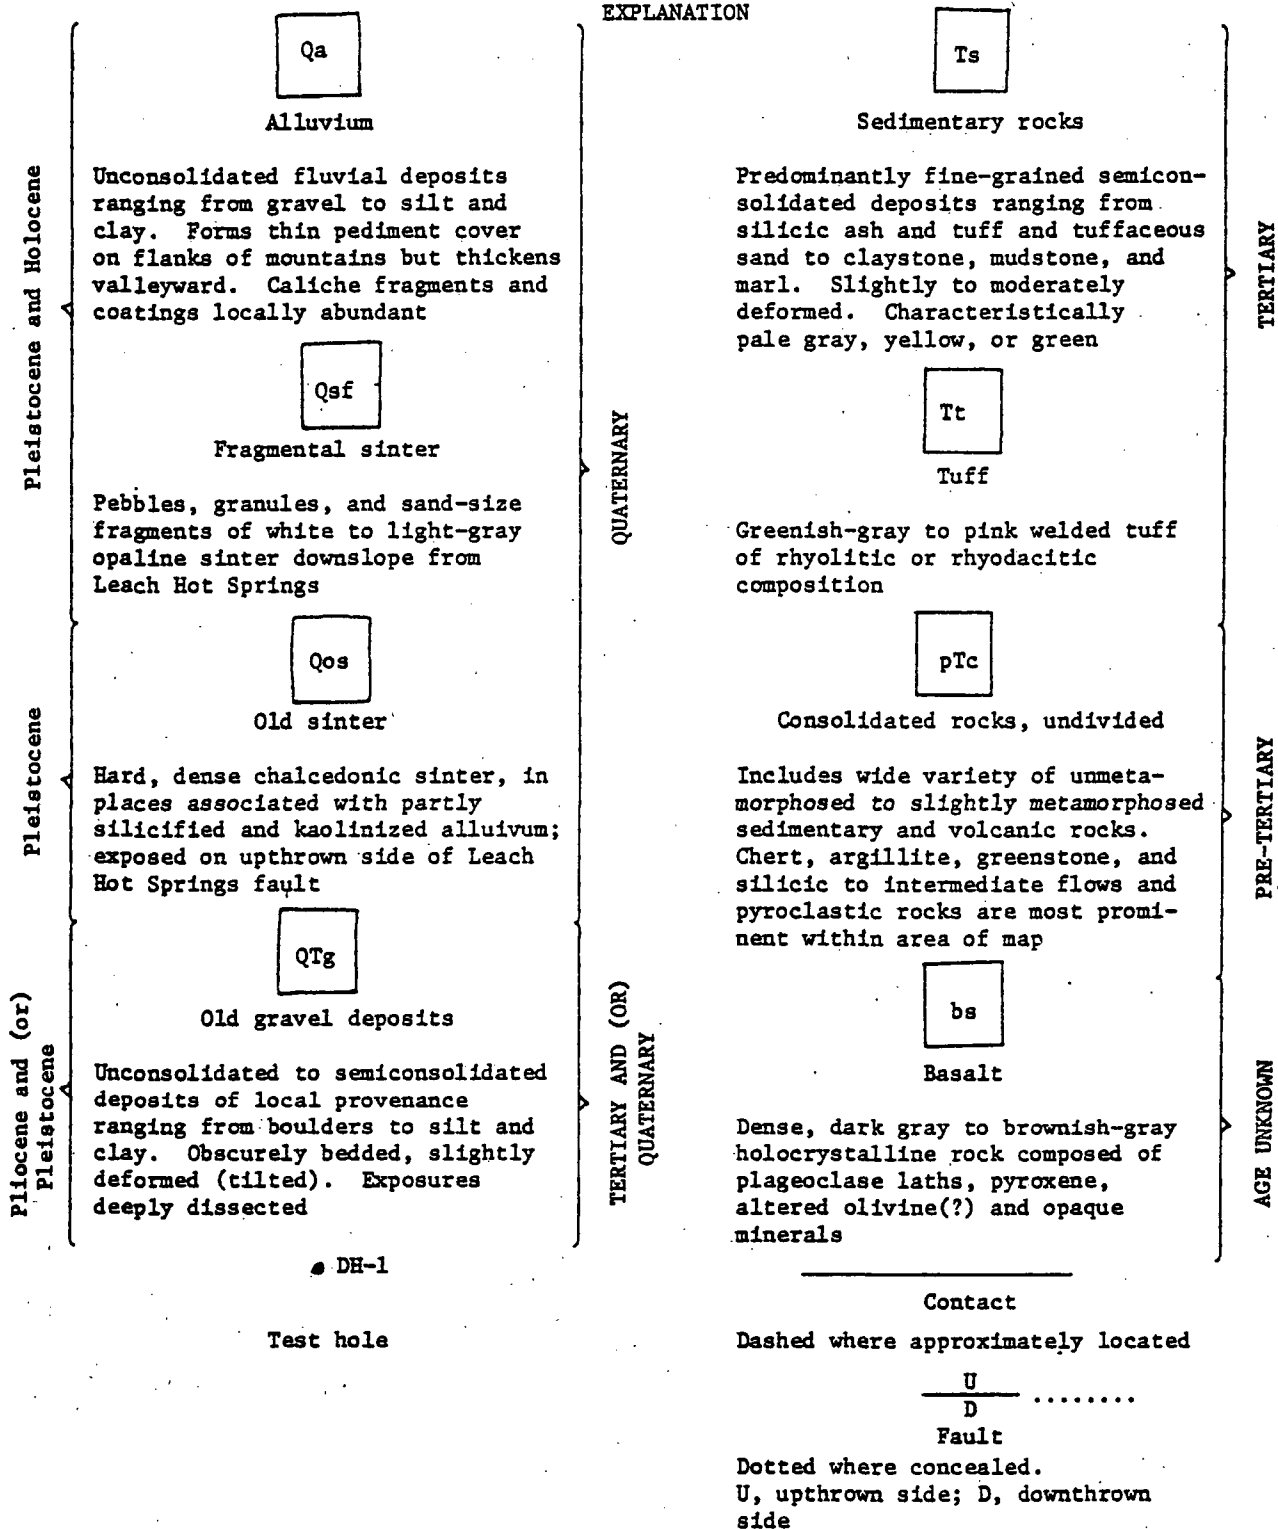 EXPLANATION
Qa
Alluvium
Unconsolidated fluvial deposits
ranging from gravel to silt and
clay. Forms thin pediment cover
on flanks of mountains but thickens
valleyward. Caliche fragments and
coatings locally abundant
Qsf
Fragmental sinter
Pebbles, granules, and sand-size
fragments of white to light-gray
opaline sinter downslope from
Leach Hot Springs
Pleistocene and Holocene
Qos
Old sinter
Hard, dense chalcedonic sinter, in
places associated with partly
silicified and kaolinized alluivum;
exposed on upthrown side of Leach
Hot Springs fault
Pleistocene
QUATERNARY
QTg
Old gravel deposits
Unconsolidated to semiconsolidated
deposits of local provenance
ranging from boulders to silt and
clay. Obscurely bedded, slightly
deformed (tilted). Exposures
deeply dissected
Pliocene and (or)
Pleistocene
TERTIARY AND (OR)
QUATERNARY
DH-1
Test hole
Ts
Sedimentary rocks
Predominantly fine-grained semicon-
solidated deposits ranging from
silicic ash and tuff and tuffaceous
sand to claystone, mudstone, and
marl. Slightly to moderately
deformed. Characteristically
pale gray, yellow, or green
Tt
Tuff
Greenish-gray to pink welded tuff
of rhyolitic or rhyodacitic
composition
TERTIARY
pTc
Consolidated rocks, undivided
Includes wide variety of unmeta-
morphosed to slightly metamorphosed
sedimentary and volcanic rocks.
Chert, argillite, greenstone, and
silicic to intermediate flows and
pyroclastic rocks are most promi-
nent within area of map
PRE-TERTIARY
bs
Basalt
Dense, dark gray to brownish-gray
holocrystalline rock composed of
plageoclase laths, pyroxene,
altered olivine(?) and opaque
minerals
AGE UNKNOWN
Contact
Dashed where approximately located
U
D
Fault
Dotted where concealed.
U, upthrown side; D, downthrown
side